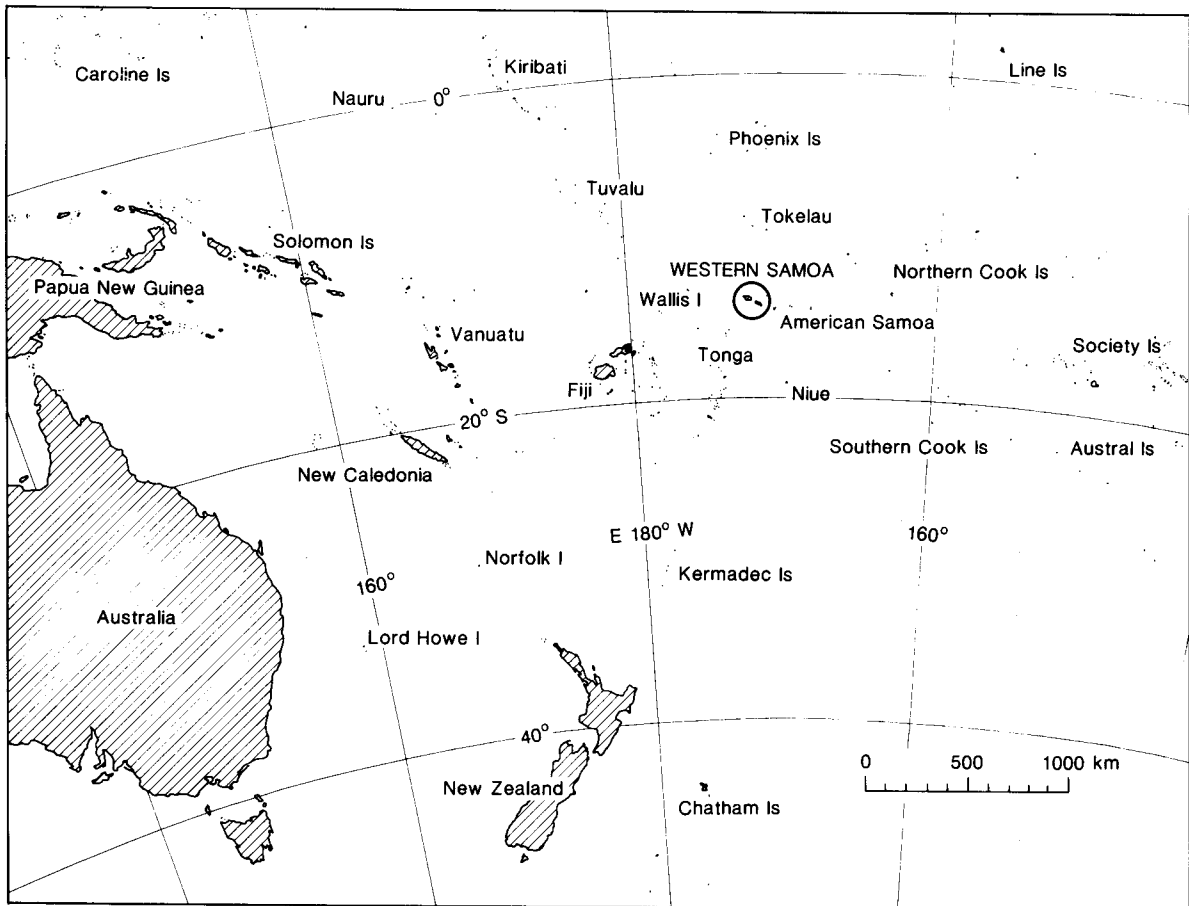 Caroline Is
Kiribati
Line Is
Nauru
0°
Phoenix Is
Tuvalu
Tokelau
Solomon Is
WESTERN SAMOA
Northern Cook Is
Papua New Guinea
Wallis I
American Samoa
Vanuatu
Tonga
Society Is
Fiji
Niue
20° S
Southern Cook Is
Austral Is
New Caledonia
E 180° W
160°
Norfolk I
Kermadec Is
160°
Australia
Lord Howe I
40°
0 500 1000 km
New Zealand
Chatham Is